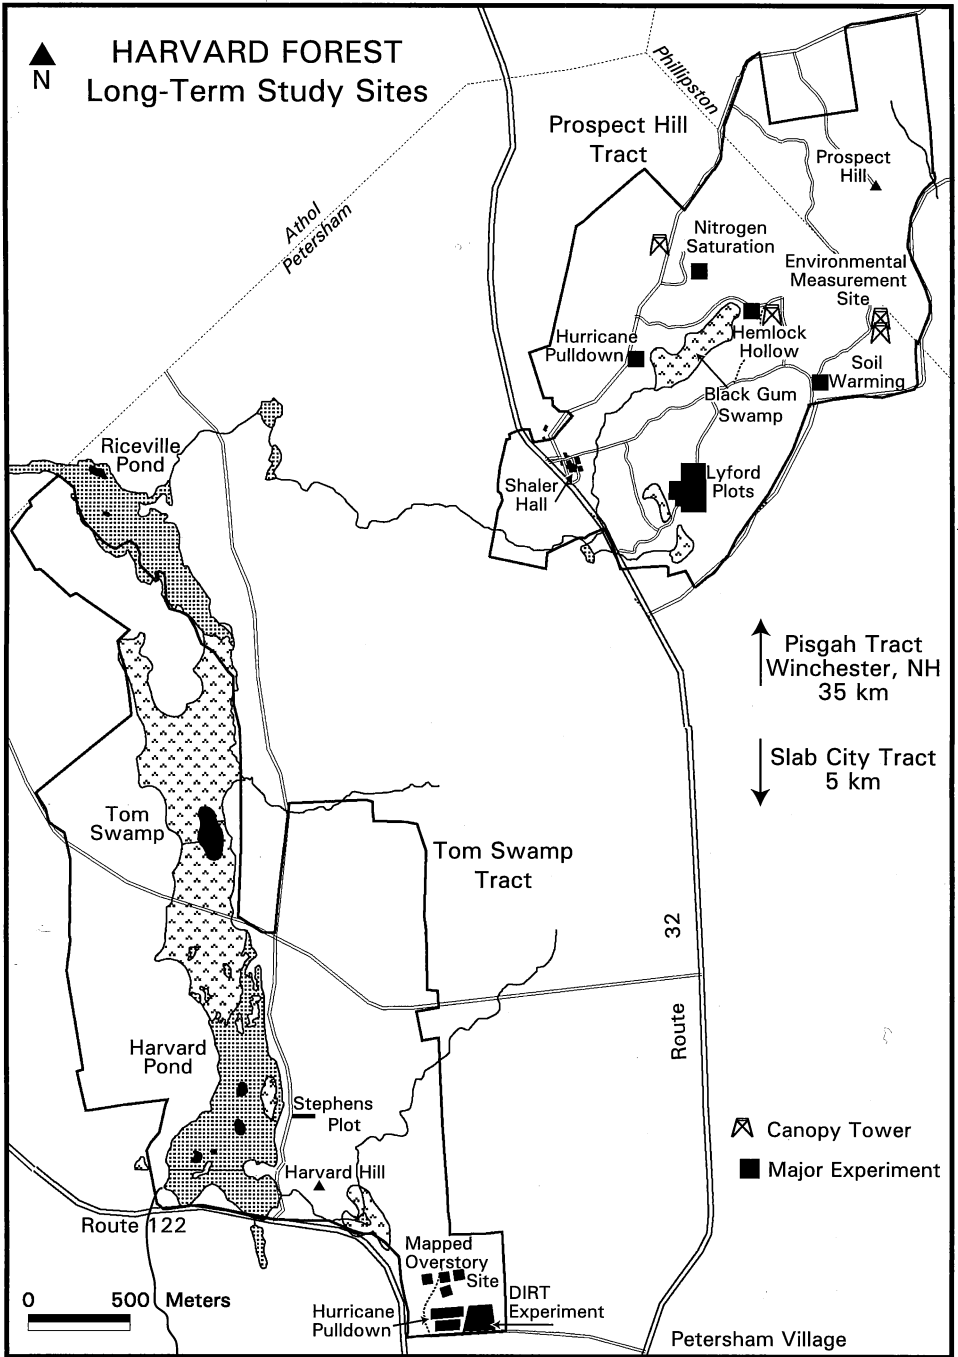 HARVARD FOREST
Long-Term Study Sites
N
Phillipston
Prospect Hill
Tract
Prospect
Hill
Athol
Petersham
Nitrogen
Saturation
Environmental
Measurement
Site
Hurricane
Pulldown
Hemlock
Hollow
Soil
Warming
Black Gum
Swamp
Riceville
Pond
Shaler
Hall
Lyford
Plots
Pisgah Tract
Winchester, NH
35 km
Slab City Tract
5 km
Tom
Swamp
Tom Swamp
Tract
32
Route
Harvard
Pond
Stephens
Plot
Canopy Tower
Major Experiment
Harvard Hill
Route 122
Mapped
Overstory
Site
0 500 Meters
DIRT
Experiment
Hurricane
Pulldown
Petersham Village